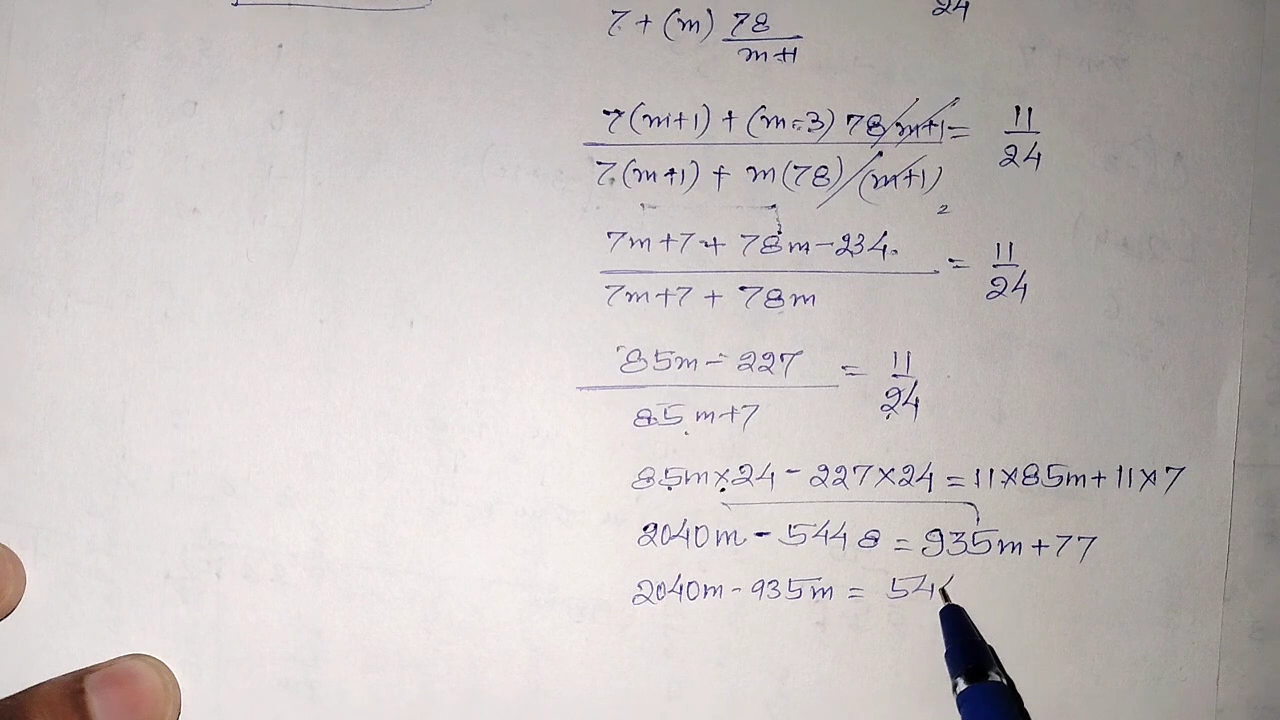 24
7 + (m) 78
m+1
7(m+1) + (m-3) 78/m+1 = 11
24
7(m+1) + m(78)/(m+1)
2
7m+7+ 78m-234 = 11
24
7m+7+ 78m
85m - 227 = 11
24
85m+7
85m×24 - 227×24 = 11×85m+11×7
2040m - 5448 = 935m+77
2040m - 935m = 54